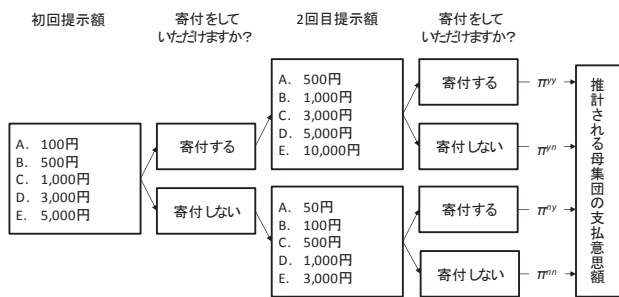 初回提示額
寄付をして
いただけますか？
2回目提示額
寄付をして
いただけますか？
A. 100円
B. 500円
C. 1,000円
D. 3,000円
E. 5,000円
寄付する
寄付しない
A. 500円
B. 1,000円
C. 3,000円
D. 5,000円
E. 10,000円
A. 50円
B. 100円
C. 500円
D. 1,000円
E. 3,000円
寄付する
寄付しない
寄付する
寄付しない
π^yy
π^yn
π^ny
π^nn
推計される母集団の支払意思額